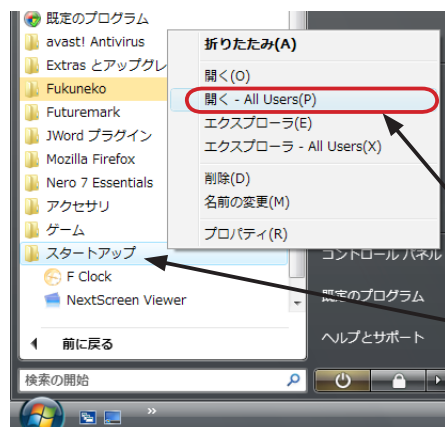 既定のプログラム
avast! Antivirus
Extras とアップグレ
Fukuneko
Futuremark
JWord プラグイン
Mozilla Firefox
Nero 7 Essentials
アクセサリ
ゲーム
スタートアップ
F Clock
NextScreen Viewer
前に戻る
検索の開始
折りたたみ(A)
開く(O)
開く - All Users(P)
エクスプローラ(E)
エクスプローラ - All Users(X)
削除(D)
名前の変更(M)
プロパティ(R)
コントロール パネル
既定のプログラム
ヘルプとサポート